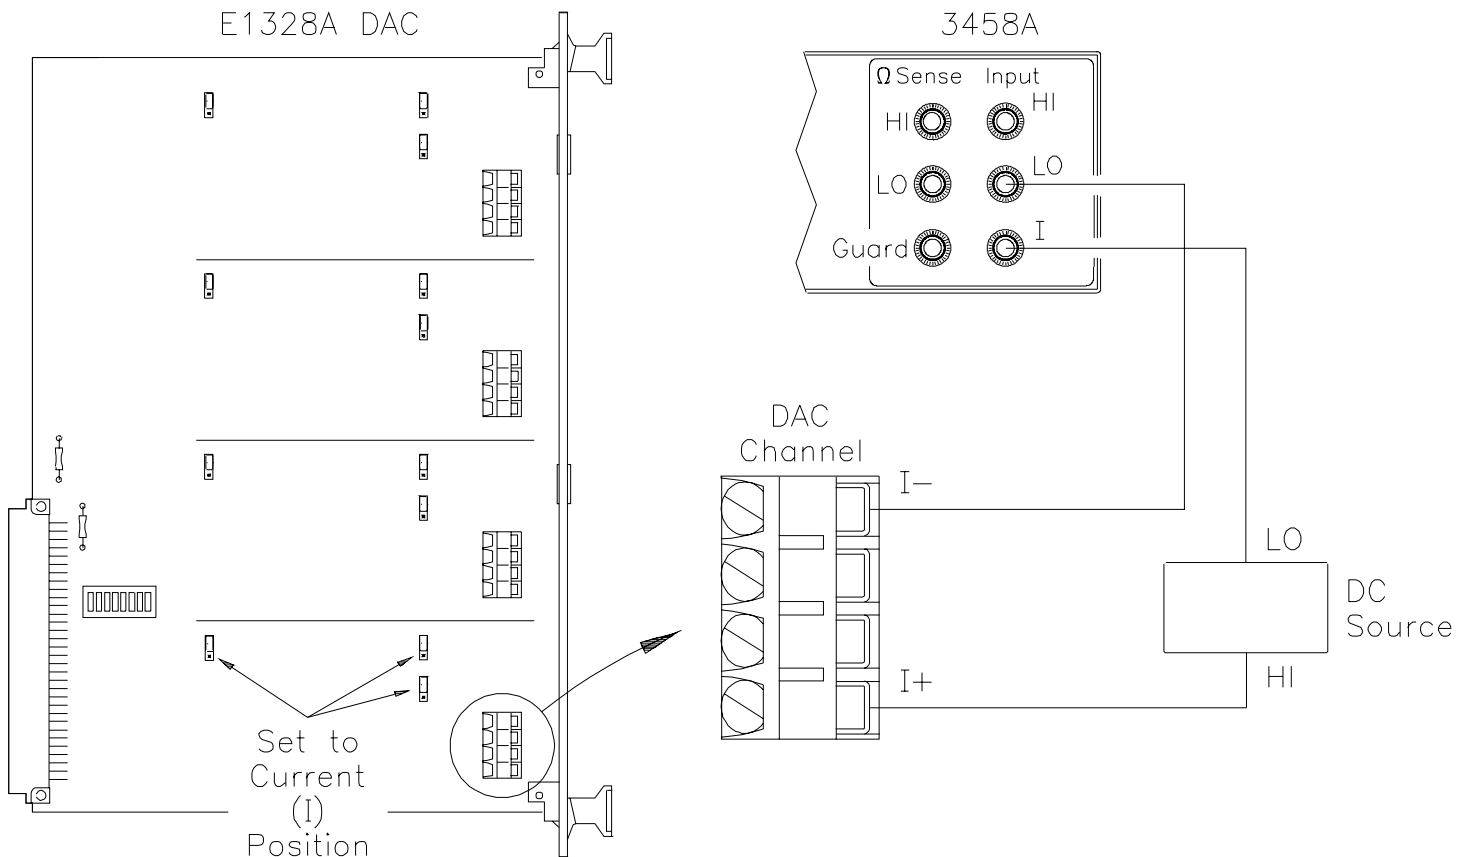 E1328A DAC
3458A
Ω Sense
Input
HI
HI
LO
LO
Guard
I
DAC
Channel
I−
I+
LO
DC
Source
HI
Set to
Current
(I)
Position